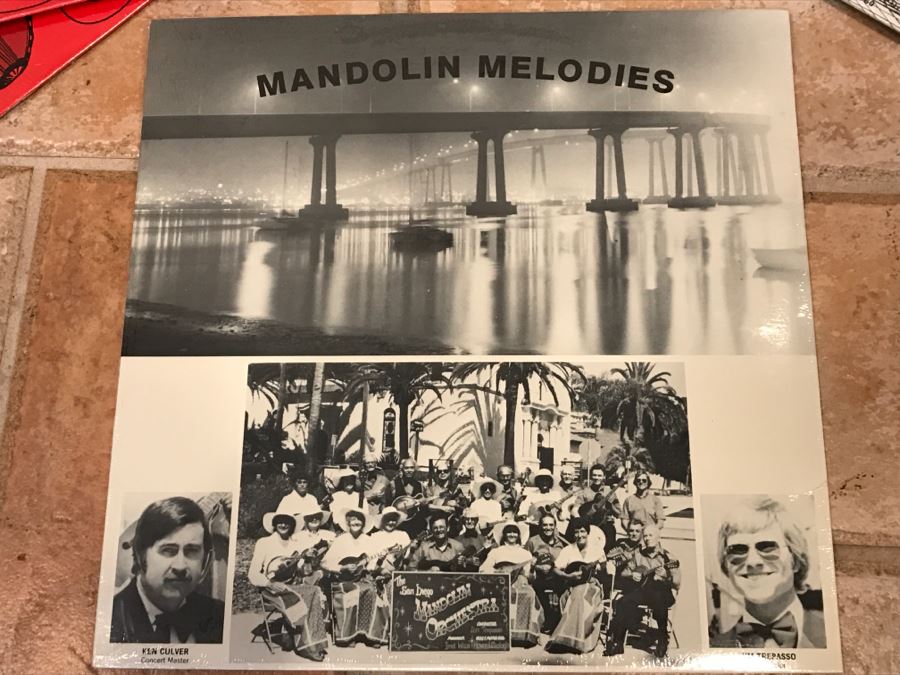 MANDOLIN MELODIES
The
San Diego
MANDOLIN
ORCHESTRA
KEN CULVER
Concert Master
TREPASSO